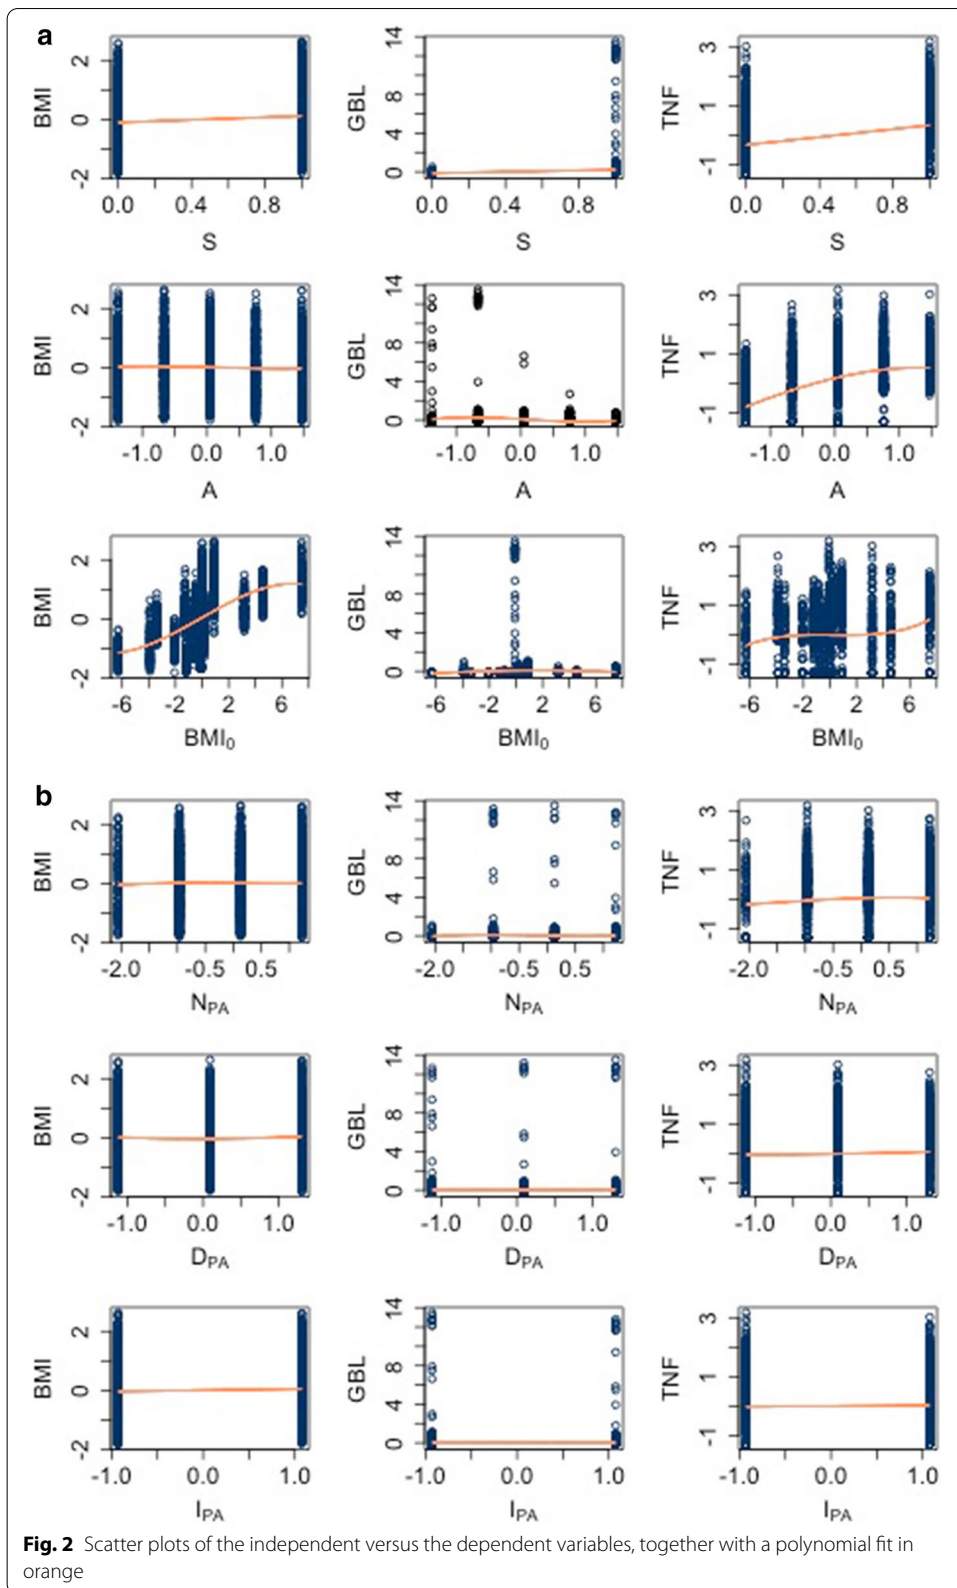 a
BMI
2
0
-2
0.0 0.4 0.8
S
GBL
14
8
4
0
0.0 0.4 0.8
S
TNF
3
1
-1
0.0 0.4 0.8
S
BMI
2
0
-2
-1.0 0.0 1.0
A
GBL
14
8
4
0
-1.0 0.0 1.0
A
TNF
3
1
-1
-1.0 0.0 1.0
A
BMI
2
0
-2
-6 -2 2 6
BMI₀
GBL
14
8
4
0
-6 -2 2 6
BMI₀
TNF
3
1
-1
-6 -2 2 6
BMI₀
b
BMI
2
0
-2
-2.0 -0.5 0.5
N_PA
GBL
14
8
4
0
-2.0 -0.5 0.5
N_PA
TNF
3
1
-1
-2.0 -0.5 0.5
N_PA
BMI
2
0
-2
-1.0 0.0 1.0
D_PA
GBL
14
8
4
0
-1.0 0.0 1.0
D_PA
TNF
3
1
-1
-1.0 0.0 1.0
D_PA
BMI
2
0
-2
-1.0 0.0 1.0
I_PA
GBL
14
8
4
0
-1.0 0.0 1.0
I_PA
TNF
3
1
-1
-1.0 0.0 1.0
I_PA
Fig. 2 Scatter plots of the independent versus the dependent variables, together with a polynomial fit in
orange